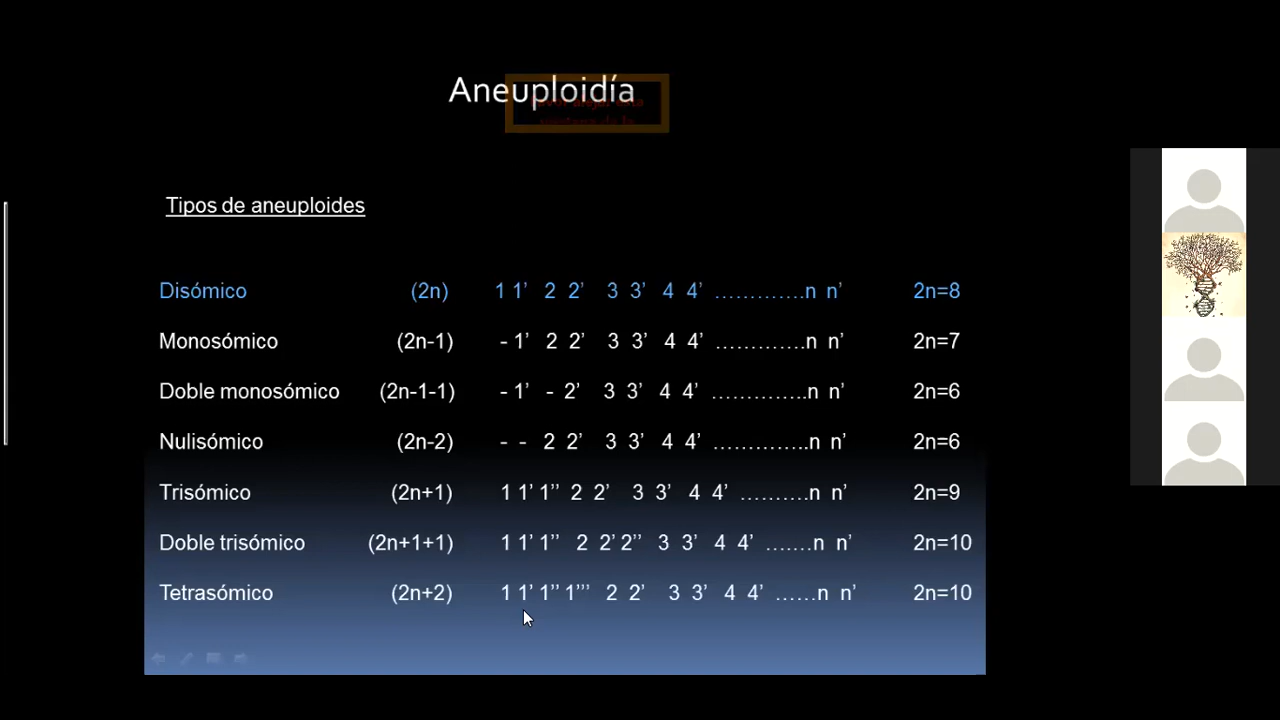 Aneuploidía
Tipos de aneuploides
Disómico (2n) 1 1’ 2 2’ 3 3’ 4 4’ ………….n n’ 2n=8
Monosómico (2n-1) - 1’ 2 2’ 3 3’ 4 4’ ………….n n’ 2n=7
Doble monosómico (2n-1-1) - 1’ - 2’ 3 3’ 4 4’ …………..n n’ 2n=6
Nulisómico (2n-2) - - 2 2’ 3 3’ 4 4’ …………..n n’ 2n=6
Trisómico (2n+1) 1 1’ 1’’ 2 2’ 3 3’ 4 4’ ……….n n’ 2n=9
Doble trisómico (2n+1+1) 1 1’ 1’’ 2 2’ 2’’ 3 3’ 4 4’ …….n n’ 2n=10
Tetrasómico (2n+2) 1 1’ 1’’ 1’’’ 2 2’ 3 3’ 4 4’ ……n n’ 2n=10